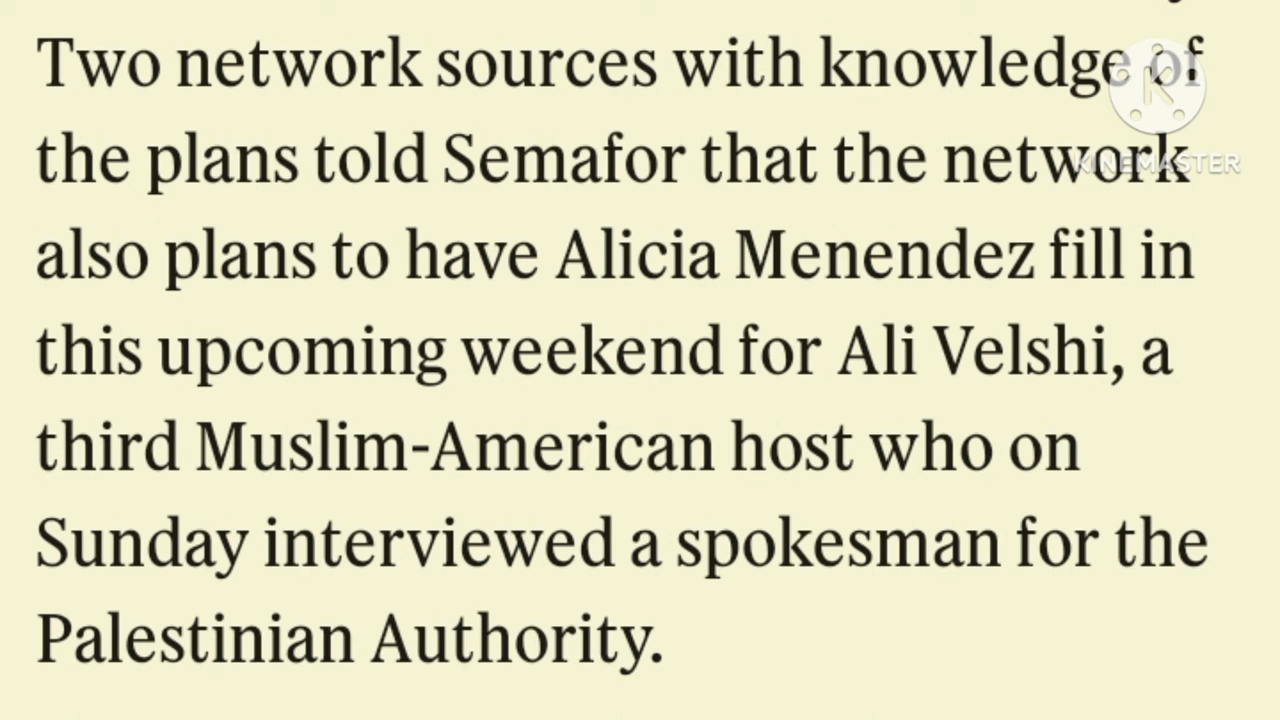 Two network sources with knowledge of
the plans told Semafor that the network
also plans to have Alicia Menendez fill in
this upcoming weekend for Ali Velshi, a
third Muslim-American host who on
Sunday interviewed a spokesman for the
Palestinian Authority.
K
KINEMASTER